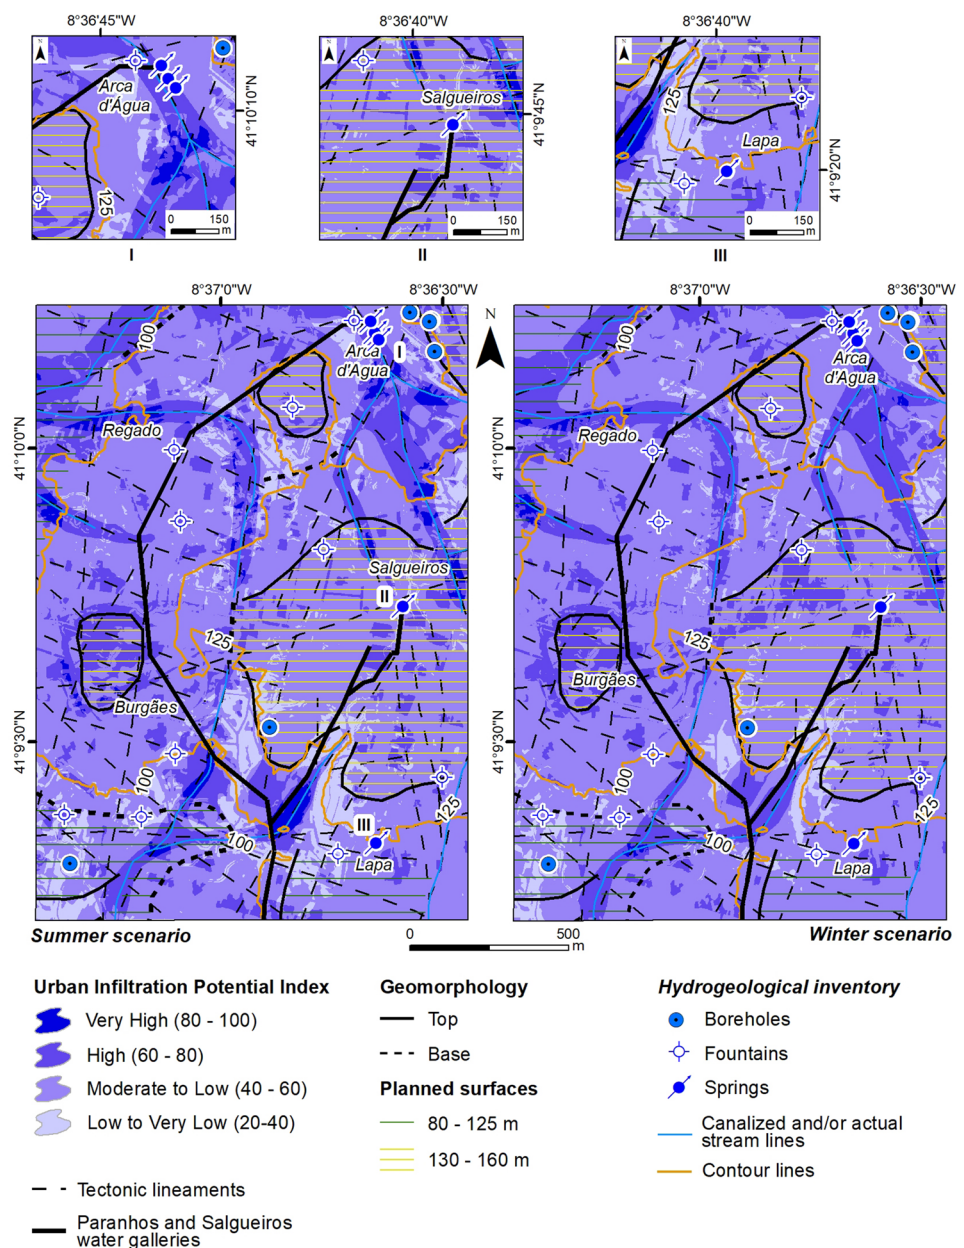 8°36'45"W
8°36'40"W
8°36'40"W
N
Arca
d'Água
125
0 150
m
41°10'10"N
I
N
Salgueiros
0 150
m
41°9'45"N
II
N
125
Lapa
0 150
m
41°9'20"N
III
8°37'0"W
8°36'30"W
8°37'0"W
8°36'30"W
N
41°10'0"N
41°9'30"N
100
Arca
d'Água
I
Regado
Salgueiros
II
125
Burgães
100
III
125
100
Lapa
41°10'0"N
41°9'30"N
100
Arca
d'Água
Regado
Salgueiros
125
Burgães
100
125
100
Lapa
Summer scenario
0 500
m
Winter scenario
Urban Infiltration Potential Index
Very High (80 - 100)
High (60 - 80)
Moderate to Low (40 - 60)
Low to Very Low (20-40)
Tectonic lineaments
Paranhos and Salgueiros
water galleries
Geomorphology
Top
Base
Planned surfaces
80 - 125 m
130 - 160 m
Hydrogeological inventory
Boreholes
Fountains
Springs
Canalized and/or actual
stream lines
Contour lines